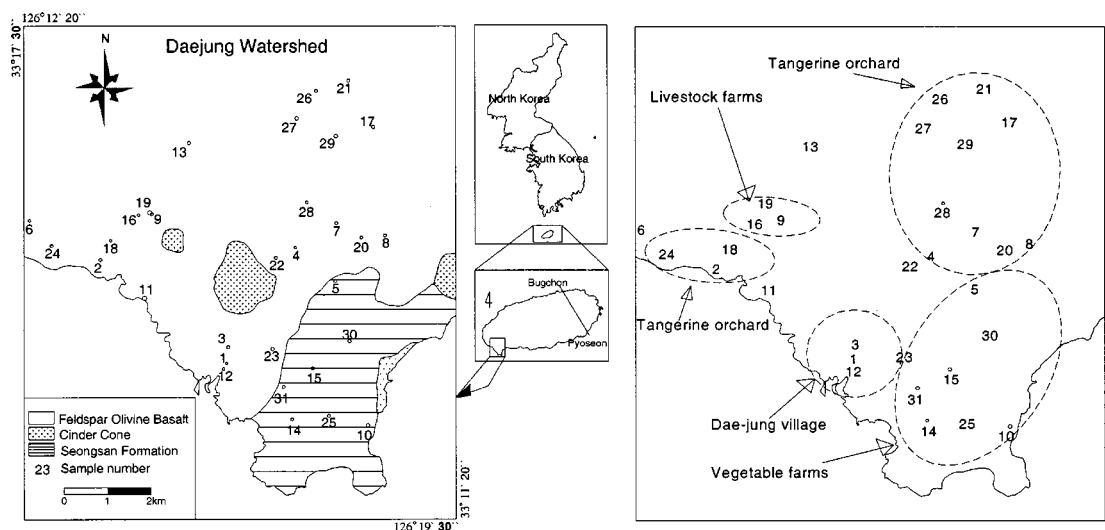 126° 12' 20"
33° 17' 30"
Daejung Watershed
N
21
26
27
17
29
13
19
16 9
28
7
6
24
18
2
20 8
4
22
11
5
3
1
12
23
30
15
31
14
25
10
Feldspar Olivine Basaft
Cinder Cone
Seongsan Formation
23 Sample number
0 1 2km
33° 11' 20"
126° 19' 30"
North Korea
South Korea
Bugchon
Pyoseon
Tangerine orchard
Livestock farms
21
26
27
17
29
13
19
16 9
28
7
6
24
18
2
20 8
4
22
11
5
Tangerine orchard
3
1
12
23
30
15
31
14
25
10
Dae-jung village
Vegetable farms